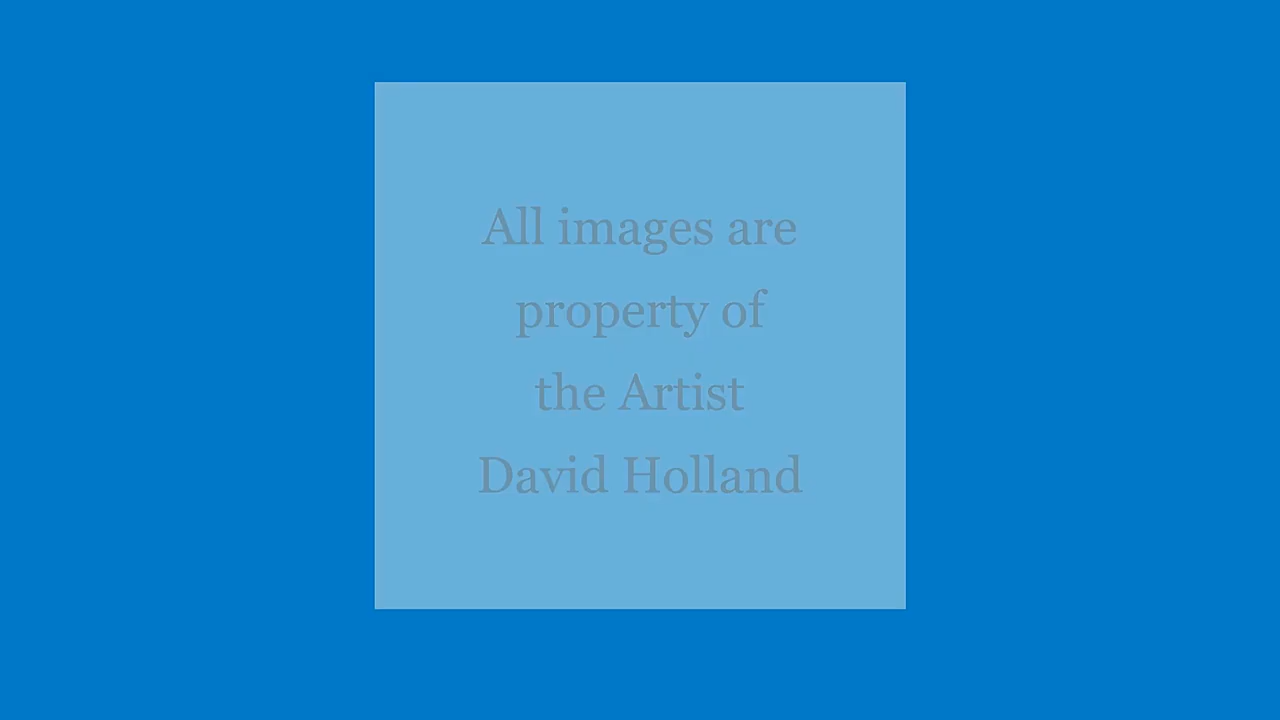 All images are
property of
the Artist
David Holland